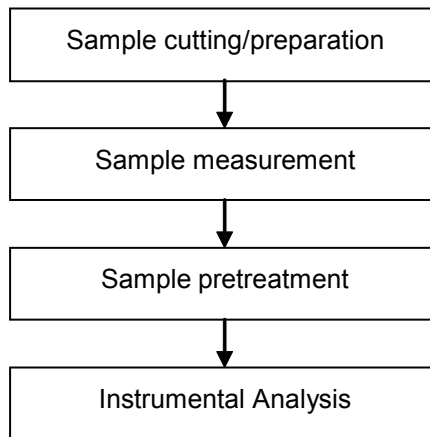 Sample cutting/preparation
Sample measurement
Sample pretreatment
Instrumental Analysis